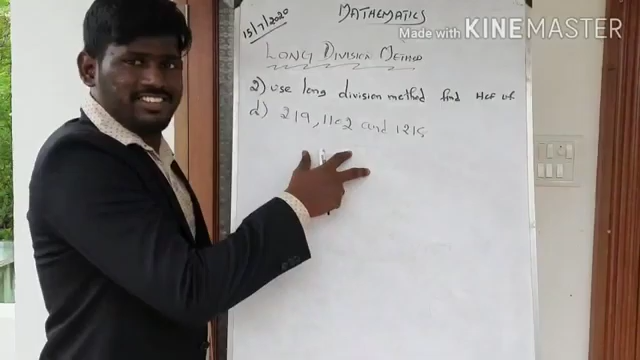 Made with KINEMASTER
15/7/2020
MATHEMATICS
LONG DIVISION METHOD
2) use long division method find HCF of
d) 219, 1102 and 1215